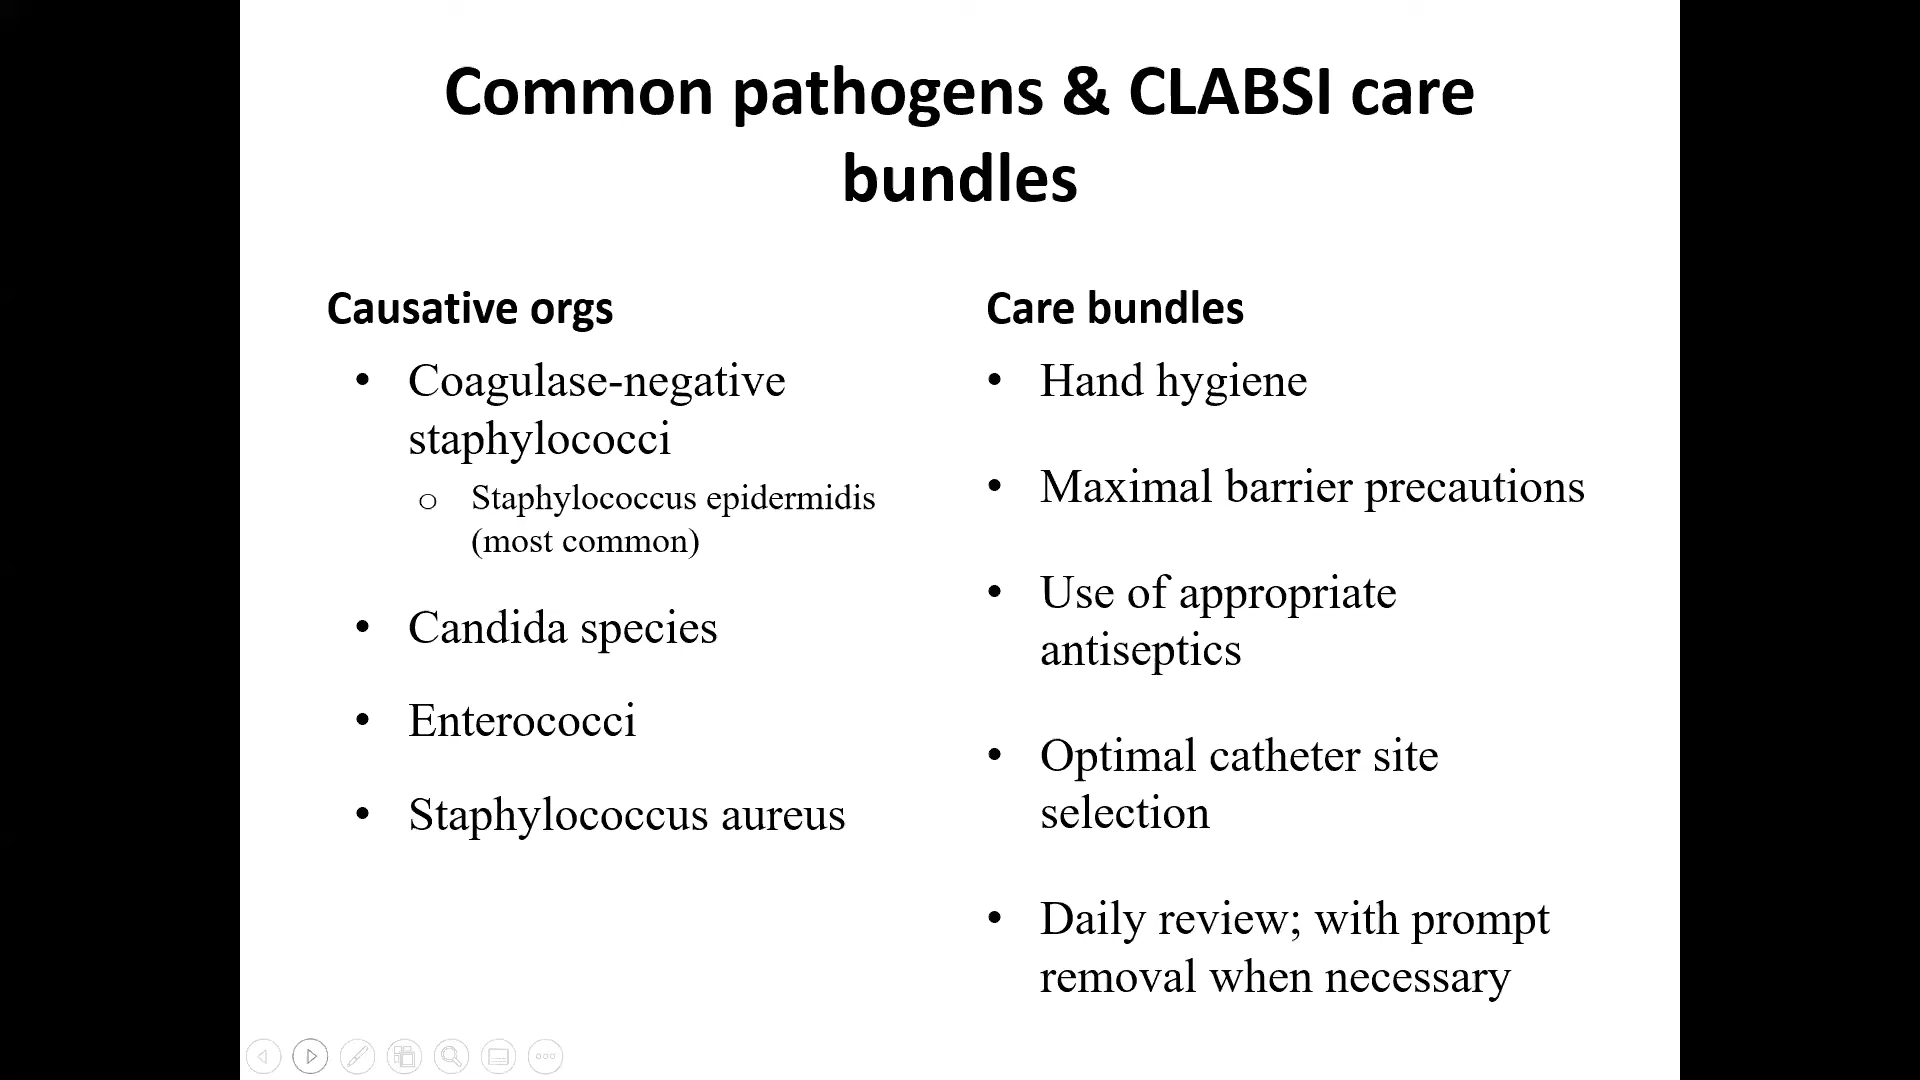 Common pathogens & CLABSI care
bundles
Causative orgs
• Coagulase-negative
staphylococci
o Staphylococcus epidermidis
(most common)
• Candida species
• Enterococci
• Staphylococcus aureus
Care bundles
• Hand hygiene
• Maximal barrier precautions
• Use of appropriate
antiseptics
• Optimal catheter site
selection
• Daily review; with prompt
removal when necessary